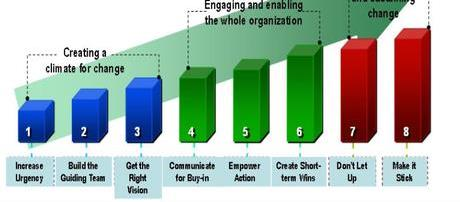 Engaging and enabling
the whole organization
change
Creating a
climate for change
1
2
3
4
5
6
7
8
Increase
Urgency
Build the
Guiding Team
Get the
Right
Vision
Communicate
for Buy-in
Empower
Action
Create Short-
term Wins
Don't Let
Up
Make it
Stick